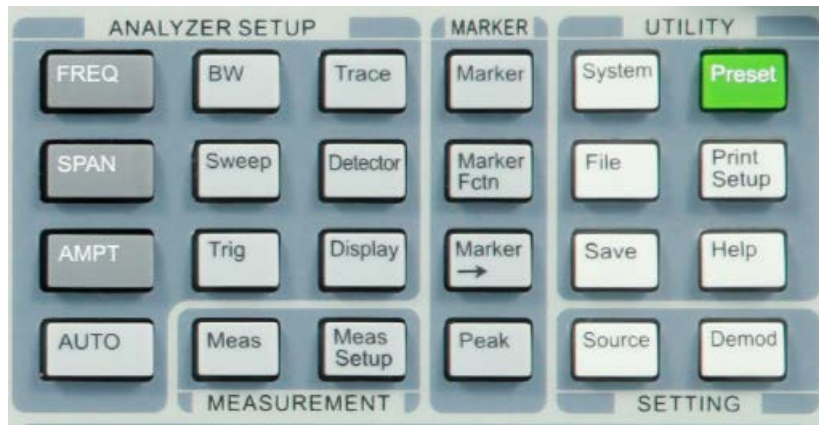 ANALYZER SETUP
MARKER
UTILITY
FREQ
BW
Trace
Marker
System
Preset
SPAN
Sweep
Detector
Marker
Fctn
File
Print
Setup
AMPT
Trig
Display
Marker
→
Save
Help
AUTO
Meas
Meas
Setup
Peak
Source
Demod
MEASUREMENT
SETTING